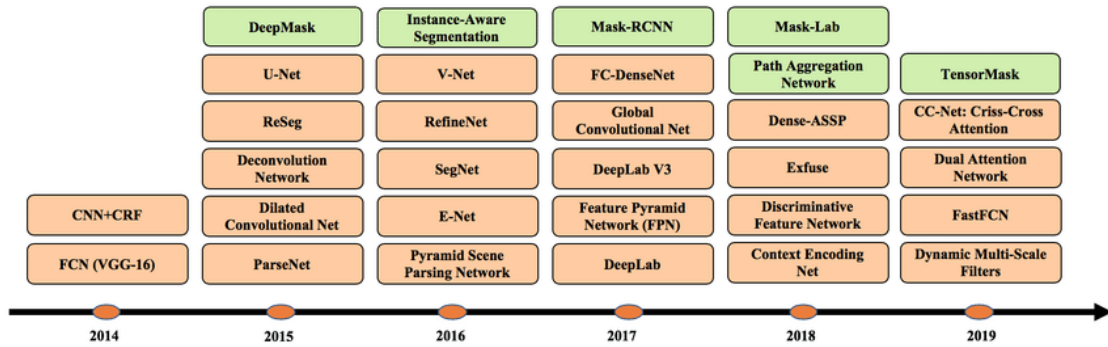 DeepMask
Instance-Aware
Segmentation
Mask-RCNN
Mask-Lab
U-Net
V-Net
FC-DenseNet
Path Aggregation
Network
TensorMask
ReSeg
RefineNet
Global
Convolutional Net
Dense-ASSP
CC-Net: Criss-Cross
Attention
Deconvolution
Network
SegNet
DeepLab V3
Exfuse
Dual Attention
Network
CNN+CRF
Dilated
Convolutional Net
E-Net
Feature Pyramid
Network (FPN)
Discriminative
Feature Network
FastFCN
FCN (VGG-16)
ParseNet
Pyramid Scene
Parsing Network
DeepLab
Context Encoding
Net
Dynamic Multi-Scale
Filters
2014
2015
2016
2017
2018
2019